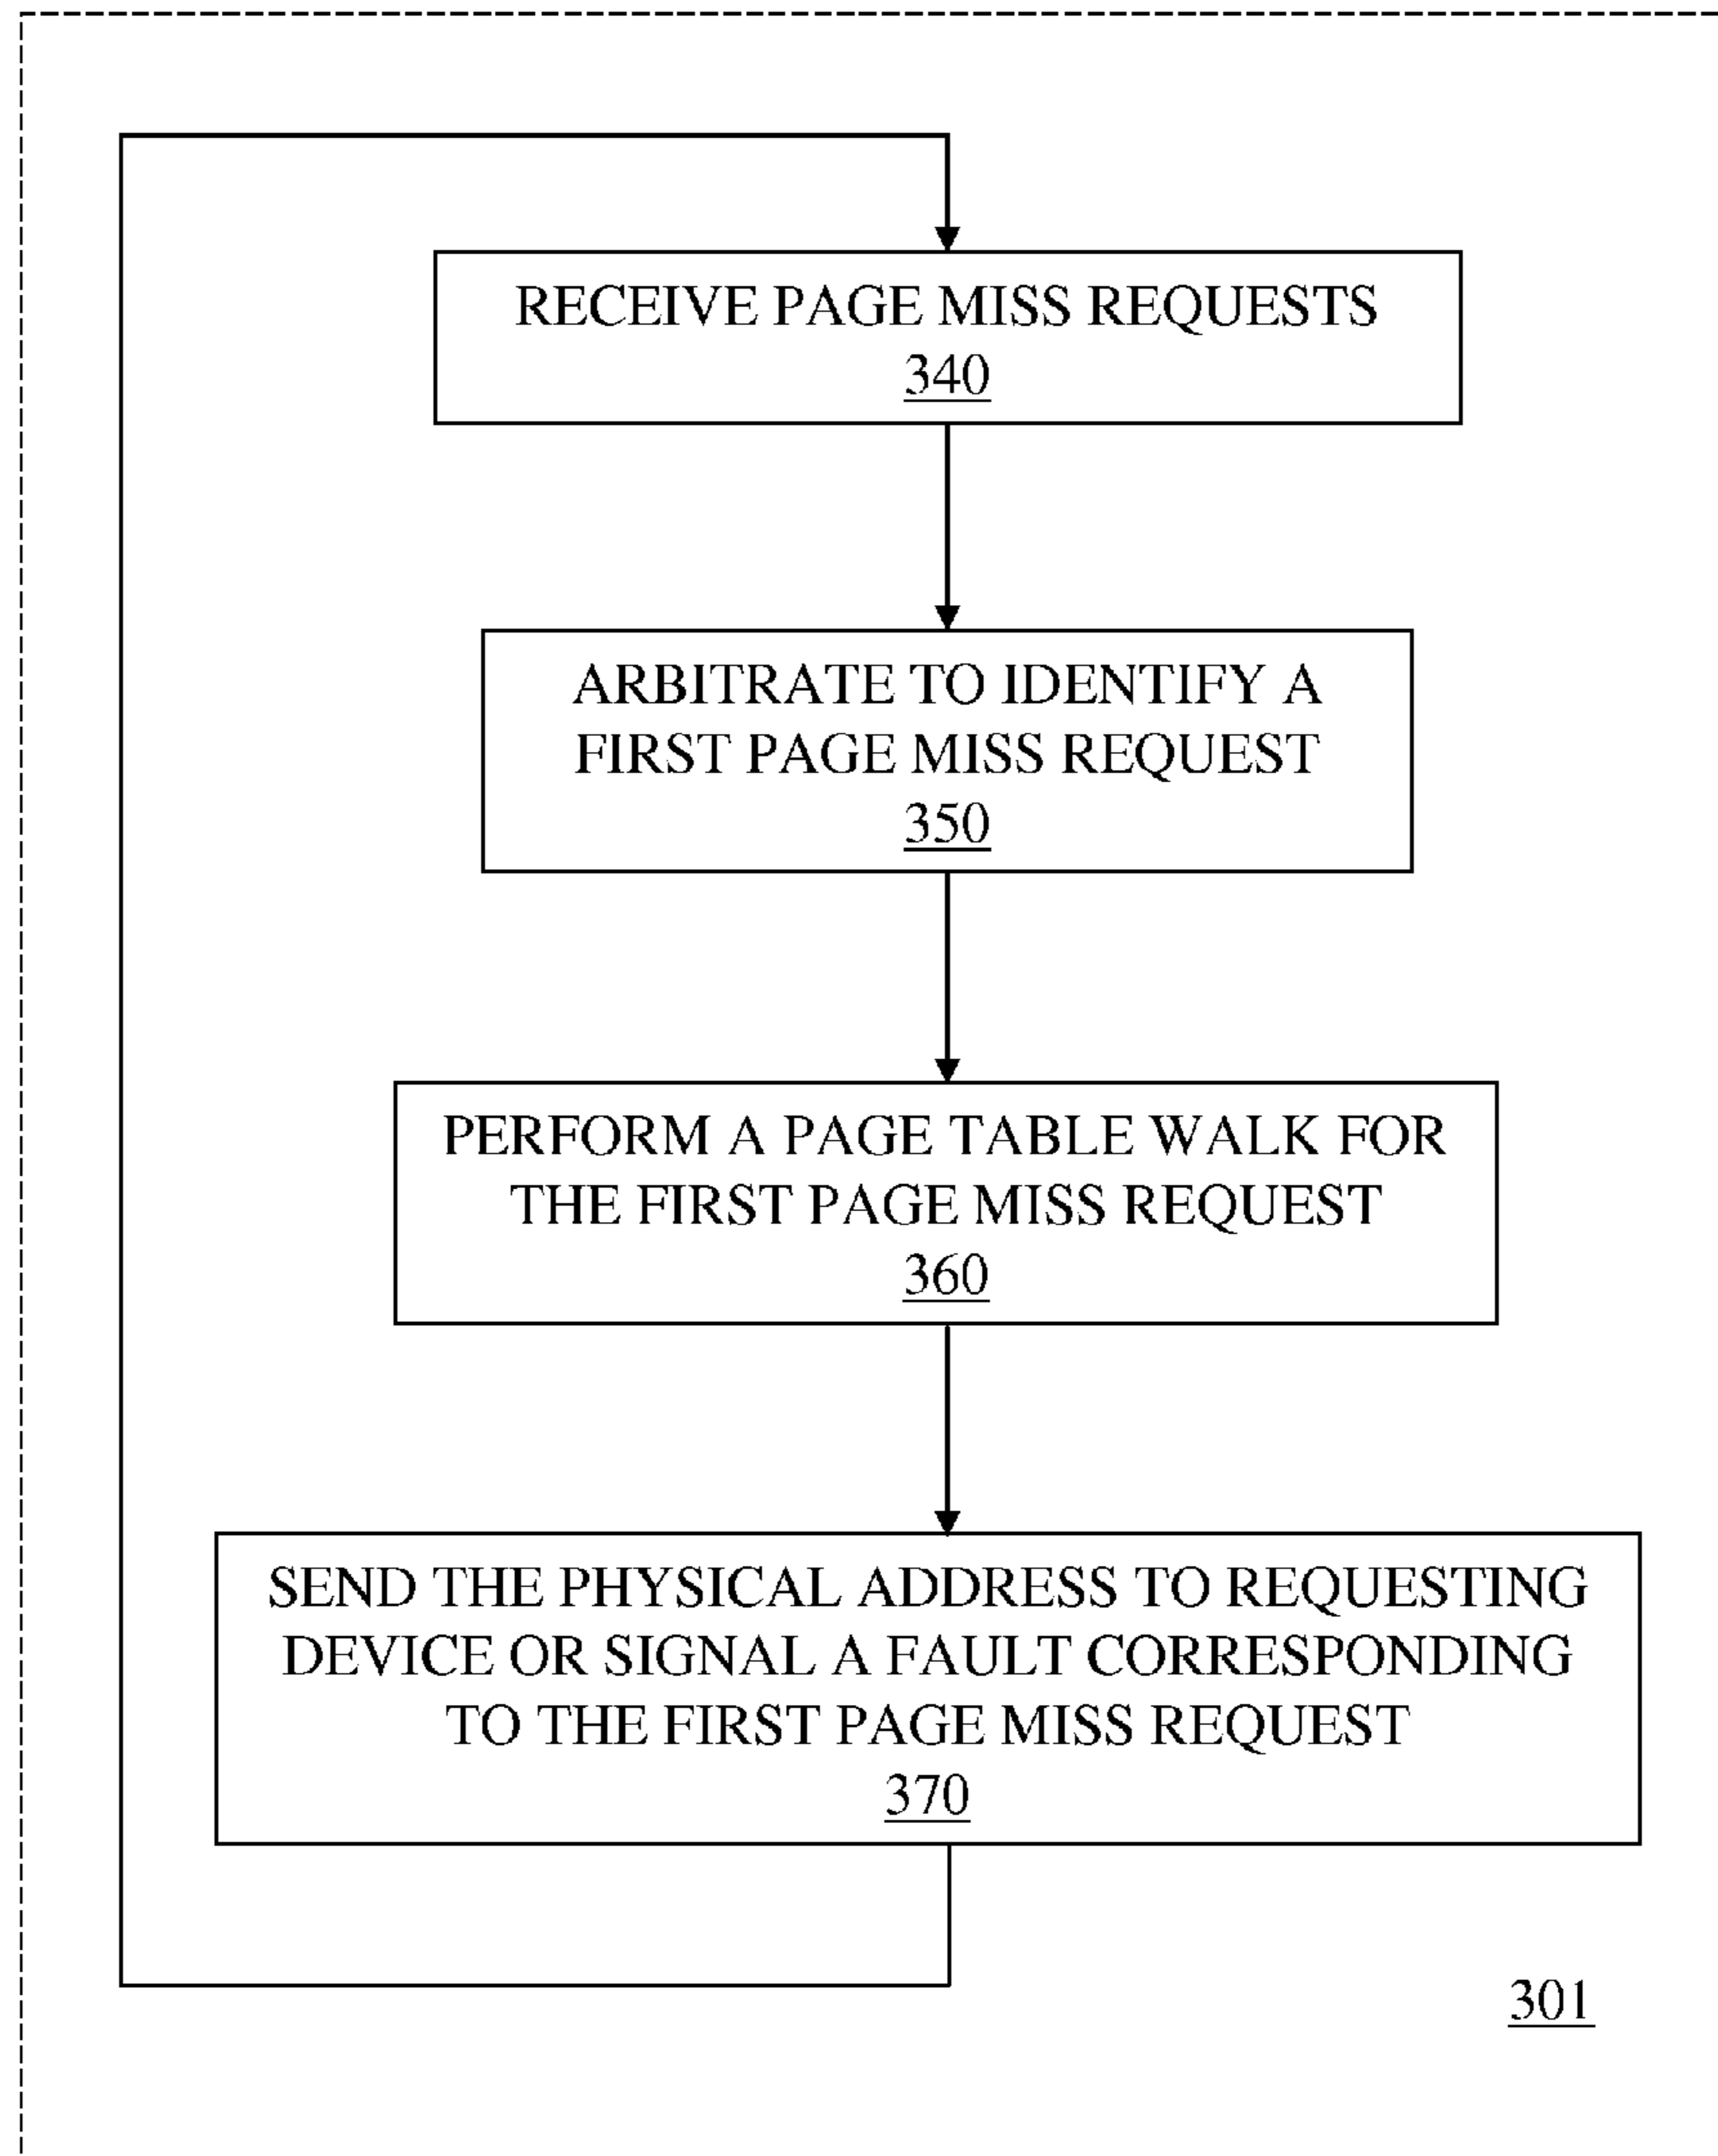 RECEIVE PAGE MISS REQUESTS
340
ARBITRATE TO IDENTIFY A
FIRST PAGE MISS REQUEST
350
PERFORM A PAGE TABLE WALK FOR
THE FIRST PAGE MISS REQUEST
360
SEND THE PHYSICAL ADDRESS TO REQUESTING
DEVICE OR SIGNAL A FAULT CORRESPONDING
TO THE FIRST PAGE MISS REQUEST
370
301